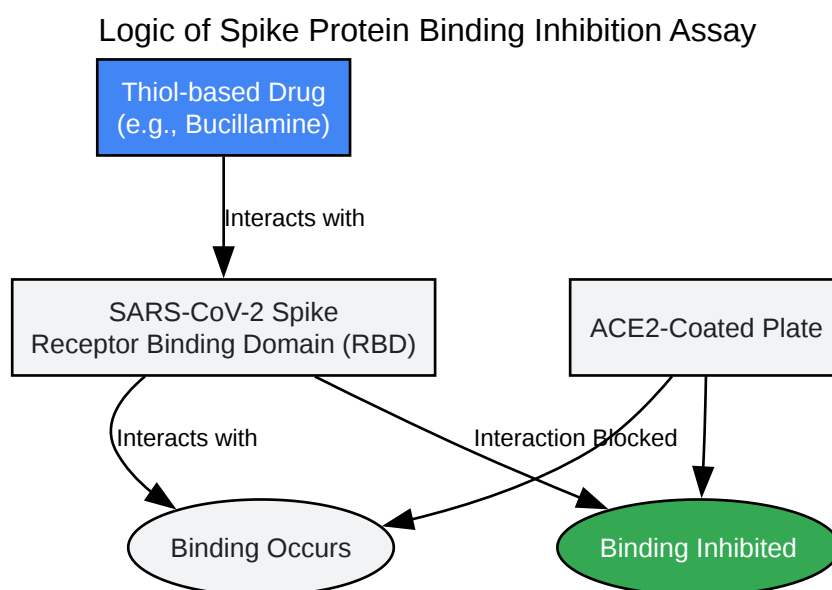 Logic of Spike Protein Binding Inhibition Assay
Thiol-based Drug
(e.g., Bucillamine)
Interacts with
SARS-CoV-2 Spike
Receptor Binding Domain (RBD)
ACE2-Coated Plate
Interacts with
Interaction Blocked
Binding Occurs
Binding Inhibited